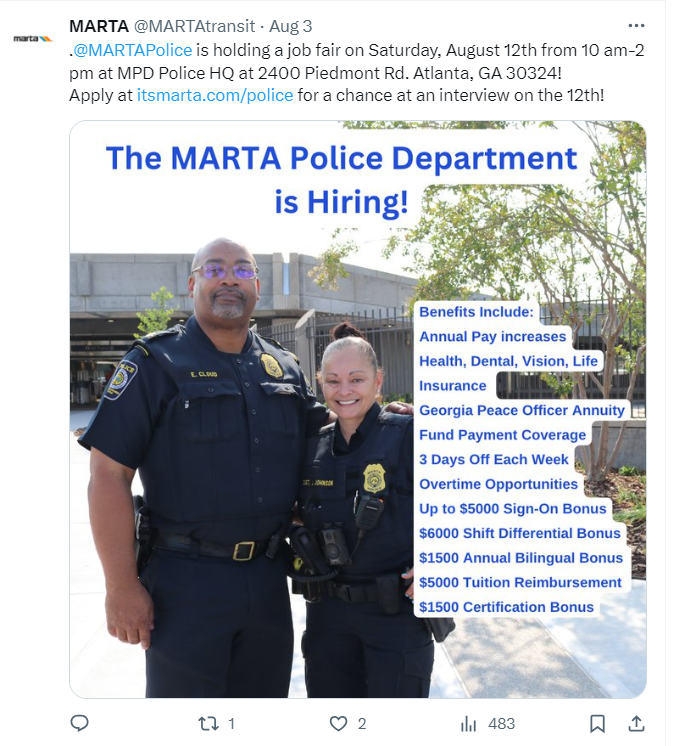 MARTA @MARTAtransit · Aug 3
marta
.@MARTAPolice is holding a job fair on Saturday, August 12th from 10 am-2
pm at MPD Police HQ at 2400 Piedmont Rd. Atlanta, GA 30324!
Apply at itsmarta.com/police for a chance at an interview on the 12th!
The MARTA Police Department
is Hiring!
Benefits Include:
Annual Pay increases
Health, Dental, Vision, Life
Insurance
Georgia Peace Officer Annuity
Fund Payment Coverage
3 Days Off Each Week
Overtime Opportunities
Up to $5000 Sign-On Bonus
$6000 Shift Differential Bonus
$1500 Annual Bilingual Bonus
$5000 Tuition Reimbursement
$1500 Certification Bonus
POLICE
E. CLOUD
JOHNSON
1
2
483